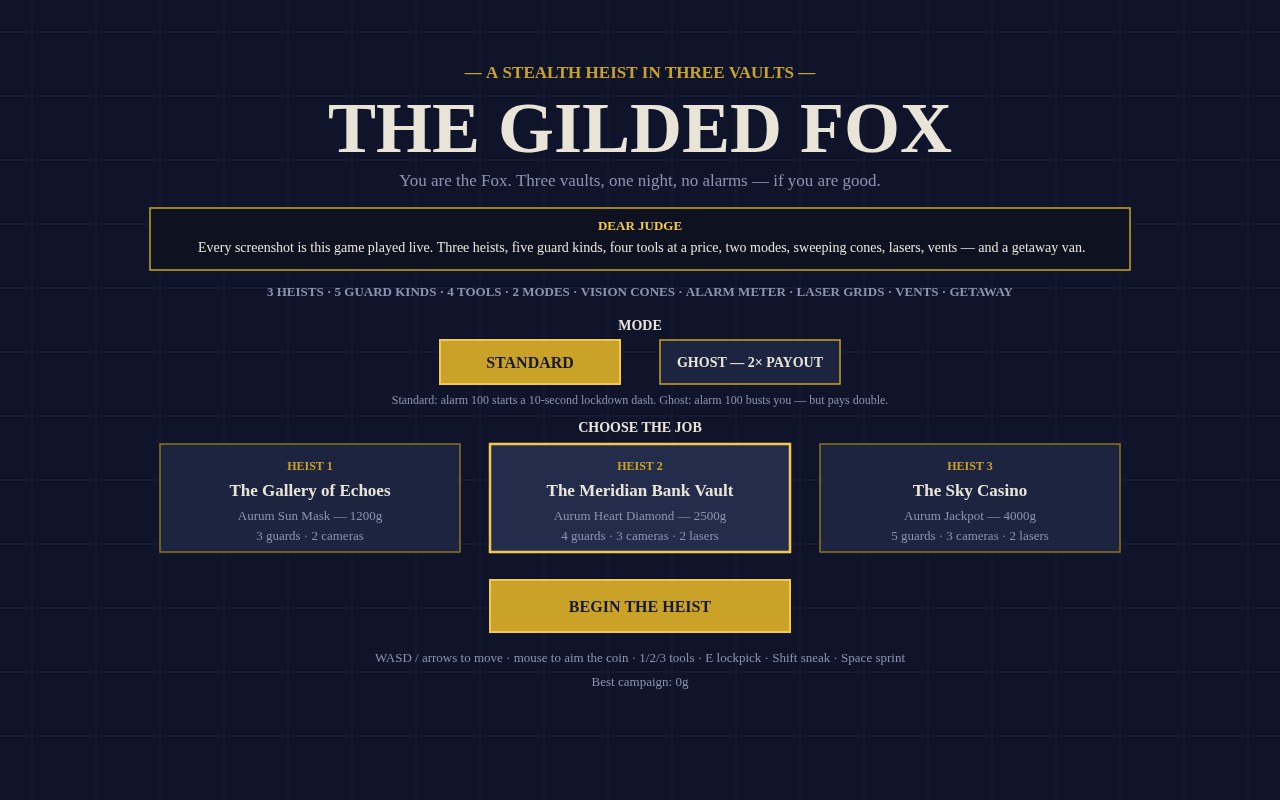 — A STEALTH HEIST IN THREE VAULTS —
THE GILDED FOX
You are the Fox. Three vaults, one night, no alarms — if you are good.
DEAR JUDGE
Every screenshot is this game played live. Three heists, five guard kinds, four tools at a price, two modes, sweeping cones, lasers, vents — and a getaway van.
3 HEISTS · 5 GUARD KINDS · 4 TOOLS · 2 MODES · VISION CONES · ALARM METER · LASER GRIDS · VENTS · GETAWAY
MODE
STANDARD
GHOST — 2× PAYOUT
Standard: alarm 100 starts a 10-second lockdown dash. Ghost: alarm 100 busts you — but pays double.
CHOOSE THE JOB
HEIST 1
The Gallery of Echoes
Aurum Sun Mask — 1200g
3 guards · 2 cameras
HEIST 2
The Meridian Bank Vault
Aurum Heart Diamond — 2500g
4 guards · 3 cameras · 2 lasers
HEIST 3
The Sky Casino
Aurum Jackpot — 4000g
5 guards · 3 cameras · 2 lasers
BEGIN THE HEIST
WASD / arrows to move · mouse to aim the coin · 1/2/3 tools · E lockpick · Shift sneak · Space sprint
Best campaign: 0g